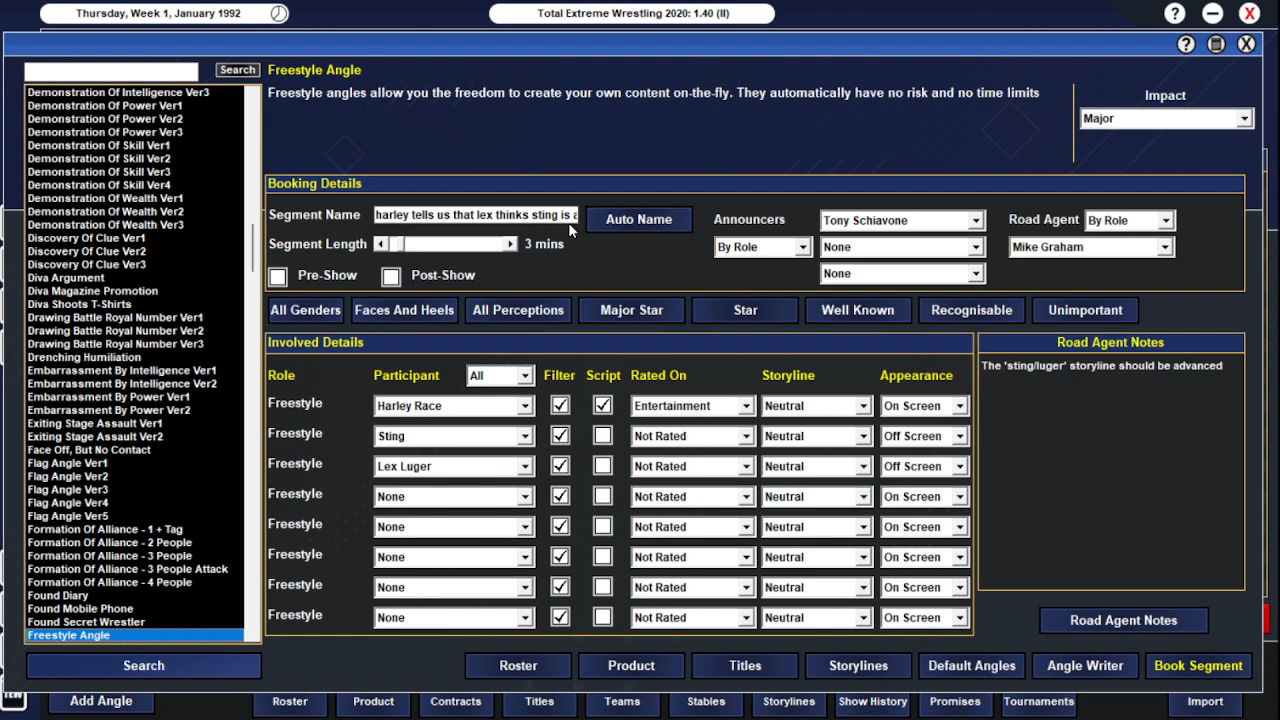 Thursday, Week 1, January 1992
Total Extreme Wrestling 2020: 1.40 (II)
? X
? X
Search
Freestyle Angle
Freestyle angles allow you the freedom to create your own content on-the-fly. They automatically have no risk and no time limits
Impact
Major
Demonstration Of Intelligence Ver3
Demonstration Of Power Ver1
Demonstration Of Power Ver2
Demonstration Of Power Ver3
Demonstration Of Skill Ver1
Demonstration Of Skill Ver2
Demonstration Of Skill Ver3
Demonstration Of Skill Ver4
Demonstration Of Wealth Ver1
Demonstration Of Wealth Ver2
Demonstration Of Wealth Ver3
Discovery Of Clue Ver1
Discovery Of Clue Ver2
Discovery Of Clue Ver3
Diva Argument
Diva Magazine Promotion
Diva Shoots T-Shirts
Drawing Battle Royal Number Ver1
Drawing Battle Royal Number Ver2
Drawing Battle Royal Number Ver3
Drenching Humiliation
Embarrassment By Intelligence Ver1
Embarrassment By Intelligence Ver2
Embarrassment By Power Ver1
Embarrassment By Power Ver2
Exiting Stage Assault Ver1
Exiting Stage Assault Ver2
Face Off, But No Contact
Flag Angle Ver1
Flag Angle Ver2
Flag Angle Ver3
Flag Angle Ver4
Flag Angle Ver5
Formation Of Alliance - 1 + Tag
Formation Of Alliance - 2 People
Formation Of Alliance - 3 People
Formation Of Alliance - 3 People Attack
Formation Of Alliance - 4 People
Found Diary
Found Mobile Phone
Found Secret Wrestler
Freestyle Angle
Search
Booking Details
Segment Name harley tells us that lex thinks sting is a Auto Name Announcers Tony Schiavone Road Agent By Role
Segment Length 3 mins By Role None Mike Graham
Pre-Show Post-Show None
All Genders Faces And Heels All Perceptions Major Star Star Well Known Recognisable Unimportant
Involved Details
Role Participant All Filter Script Rated On Storyline Appearance
Freestyle Harley Race Entertainment Neutral On Screen
Freestyle Sting Not Rated Neutral Off Screen
Freestyle Lex Luger Not Rated Neutral Off Screen
Freestyle None Not Rated Neutral On Screen
Freestyle None Not Rated Neutral On Screen
Freestyle None Not Rated Neutral On Screen
Freestyle None Not Rated Neutral On Screen
Freestyle None Not Rated Neutral On Screen
Road Agent Notes
The 'sting/luger' storyline should be advanced
Road Agent Notes
Roster Product Titles Storylines Default Angles Angle Writer Book Segment
Add Angle Roster Product Contracts Titles Teams Stables Storylines Show History Promises Tournaments Import